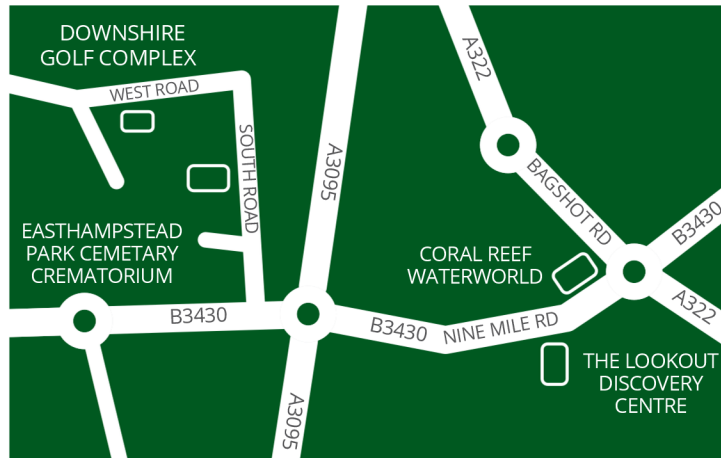 DOWNSHIRE
GOLF COMPLEX
WEST ROAD
SOUTH ROAD
EASTHAMPSTEAD
PARK CEMETARY
CREMATORIUM
B3430
A3095
A3095
A322
BAGSHOT RD
B3430
A322
CORAL REEF
WATERWORLD
B3430
NINE MILE RD
THE LOOKOUT
DISCOVERY
CENTRE